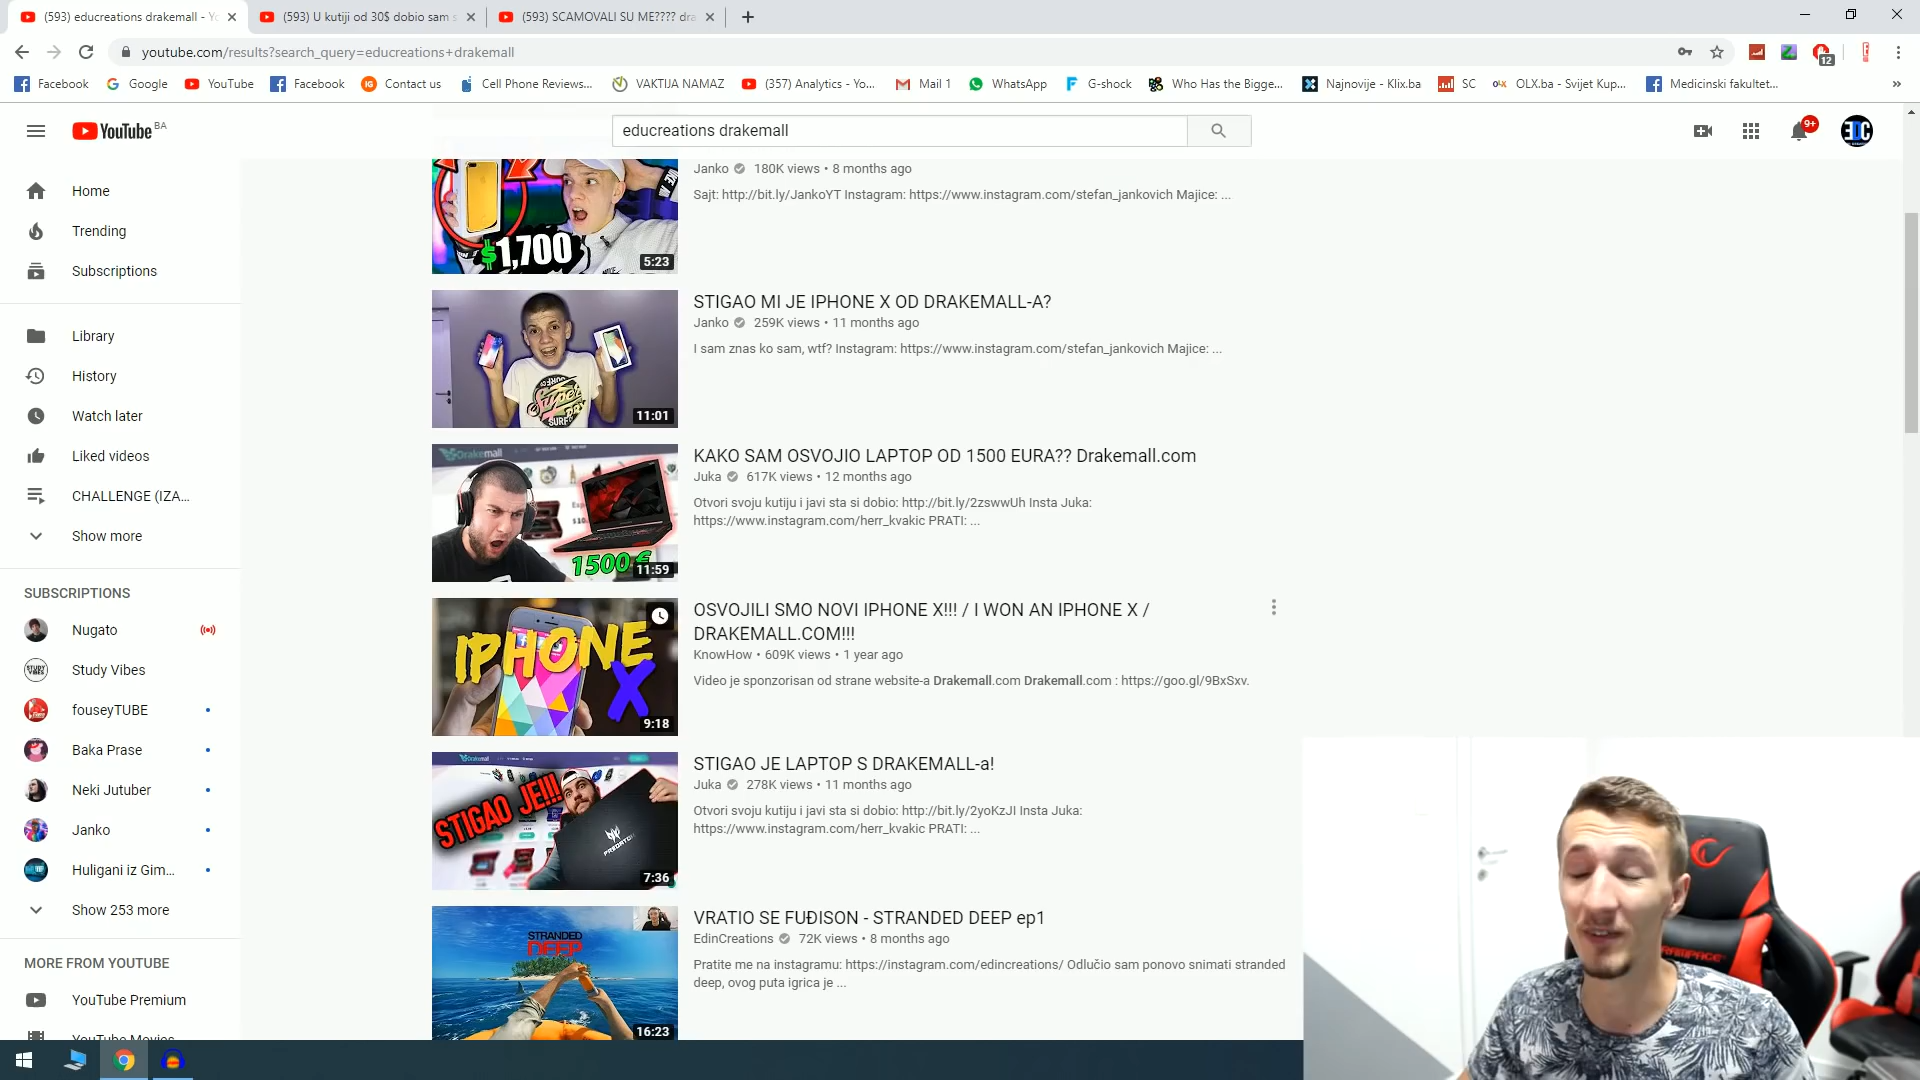 (593) educreations drakemall - Yo
(593) U kutiji od 30$ dobio sam s
(593) SCAMOVALI SU ME???? dra
youtube.com/results?search_query=educreations+drakemall
12
Facebook
Google
YouTube
Facebook
Contact us
Cell Phone Reviews...
VAKTIJA NAMAZ
(357) Analytics - Yo...
Mail 1
WhatsApp
G-shock
Who Has the Bigge...
Najnovije - Klix.ba
SC
OLX.ba - Svijet Kup...
Medicinski fakultet...
YouTube BA
educreations drakemall
9+
Home
Trending
Subscriptions
Library
History
Watch later
Liked videos
CHALLENGE (IZA...
Show more
SUBSCRIPTIONS
Nugato
Study Vibes
fouseyTUBE
Baka Prase
Neki Jutuber
Janko
Huligani iz Gim...
Show 253 more
MORE FROM YOUTUBE
YouTube Premium
YouTube Movies
$1,700
5:23
Janko 180K views • 8 months ago
Sajt: http://bit.ly/JankoYT Instagram: https://www.instagram.com/stefan_jankovich Majice: ...
11:01
STIGAO MI JE IPHONE X OD DRAKEMALL-A?
Janko 259K views • 11 months ago
I sam znas ko sam, wtf? Instagram: https://www.instagram.com/stefan_jankovich Majice: ...
Drakemall
1500 €
11:59
KAKO SAM OSVOJIO LAPTOP OD 1500 EURA?? Drakemall.com
Juka 617K views • 12 months ago
Otvori svoju kutiju i javi sta si dobio: http://bit.ly/2zswwUh Insta Juka:
https://www.instagram.com/herr_kvakic PRATI: ...
IPHONE
X
9:18
OSVOJILI SMO NOVI IPHONE X!!! / I WON AN IPHONE X /
DRAKEMALL.COM!!!
KnowHow • 609K views • 1 year ago
Video je sponzorisan od strane website-a Drakemall.com Drakemall.com : https://goo.gl/9BxSxv.
Drakemall
STIGAO JE!!!
PREDATOR
7:36
STIGAO JE LAPTOP S DRAKEMALL-a!
Juka 278K views • 11 months ago
Otvori svoju kutiju i javi sta si dobio: http://bit.ly/2yoKzJI Insta Juka:
https://www.instagram.com/herr_kvakic PRATI: ...
STRANDED
DEEP
16:23
VRATIO SE FUĐISON - STRANDED DEEP ep1
EdinCreations 72K views • 8 months ago
Pratite me na instagramu: https://instagram.com/edincreations/ Odlučio sam ponovo snimati stranded
deep, ovog puta igrica je ...